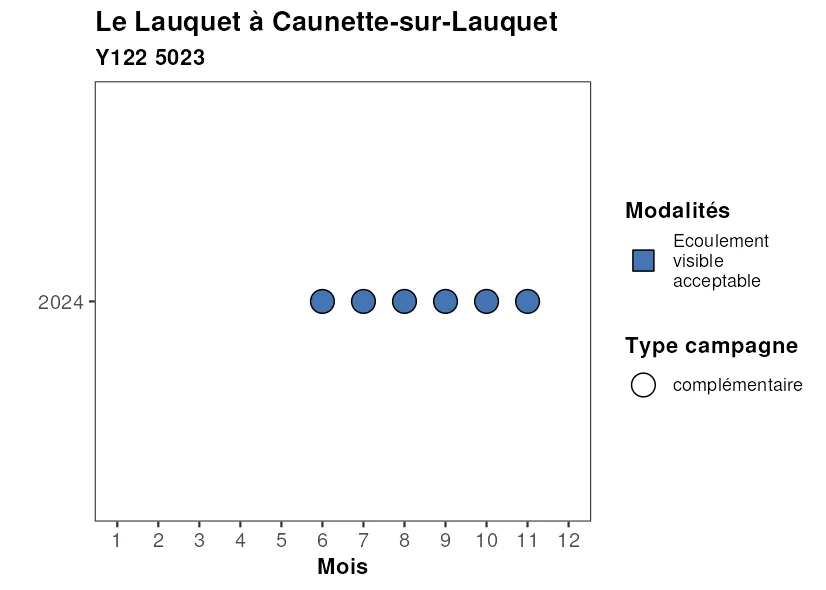 Le Lauquet à Caunette-sur-Lauquet
Y122 5023
2024
1 2 3 4 5 6 7 8 9 10 11 12
Mois
Modalités
Ecoulement
visible
acceptable
Type campagne
complémentaire